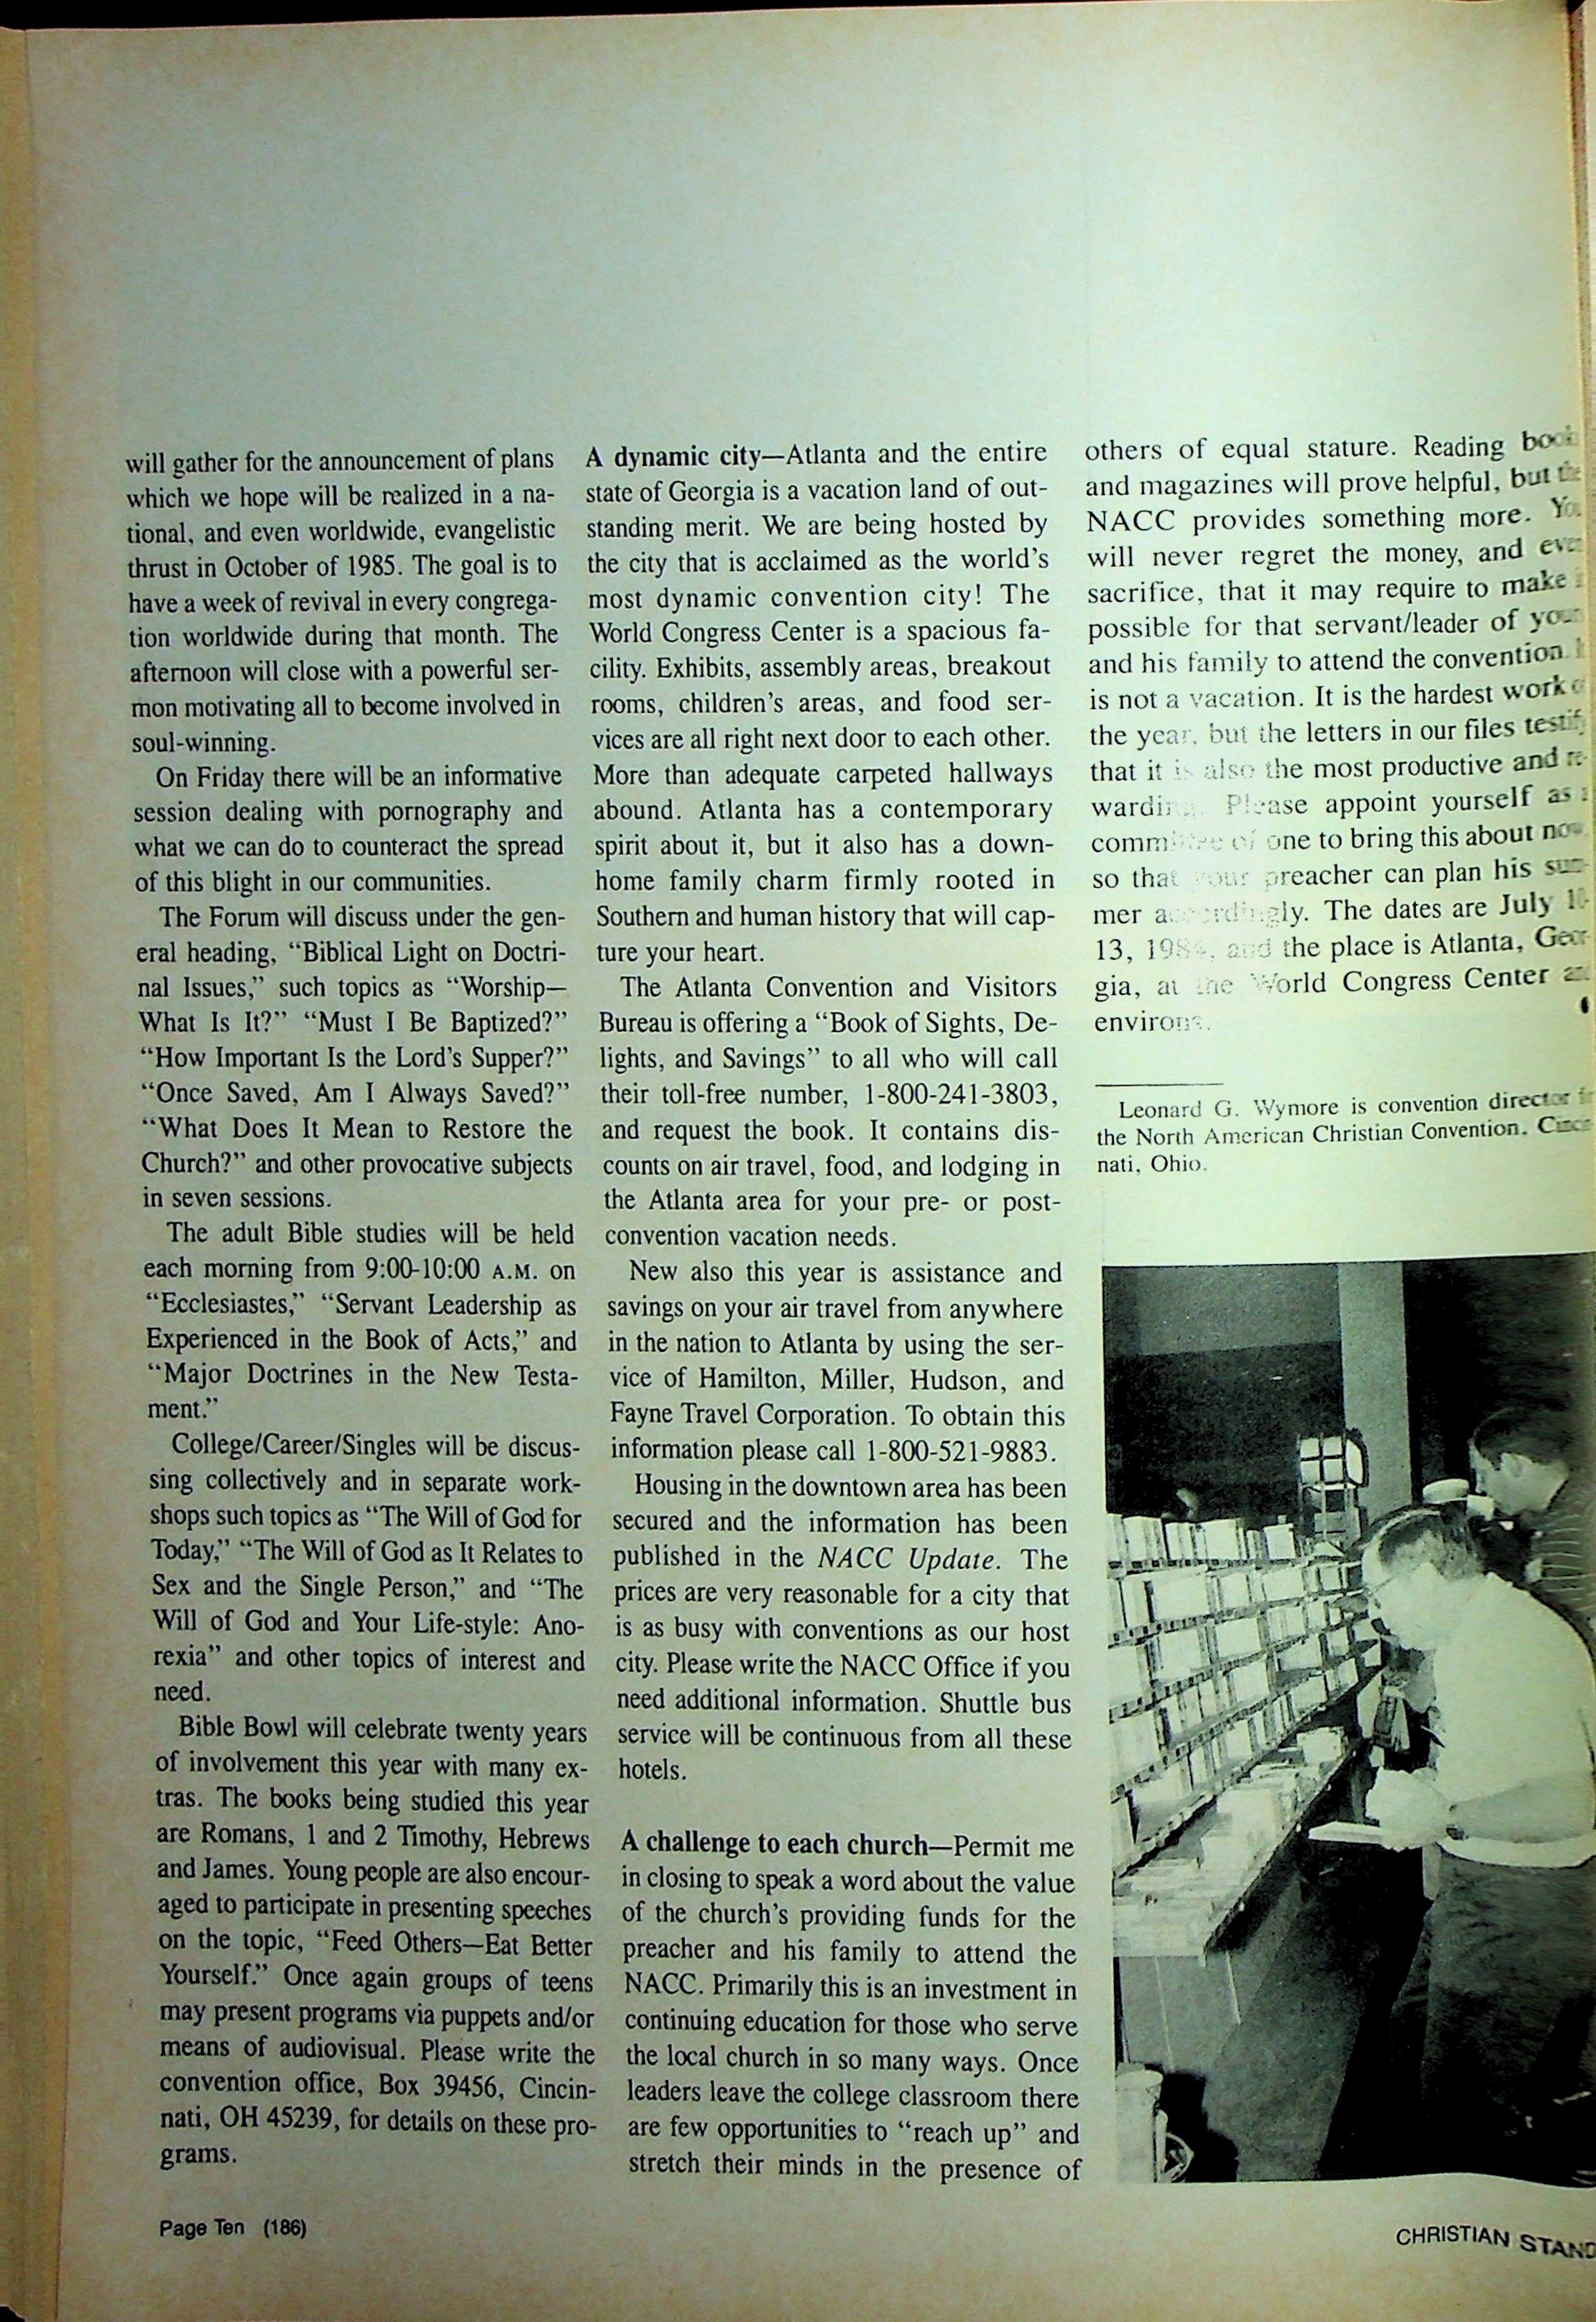 will gather for the announcement of plans
which we hope will be realized in a na-
tional, and even worldwide, evangelistic
thrust in October of 1985. The goal is to
have a week of revival in every congrega-
tion worldwide during that month. The
afternoon will close with a powerful ser-
mon motivating all to become involved in
soul-winning.
On Friday there will be an informative
session dealing with pornography and
what we can do to counteract the spread
of this blight in our communities.
The Forum will discuss under the gen-
eral heading, “Biblical Light on Doctri-
nal Issues,” such topics as “Worship—
What Is It?” “Must I Be Baptized?”
“How Important Is the Lord’s Supper?”
“Once Saved, Am I Always Saved?”
“What Does It Mean to Restore the
Church?” and other provocative subjects
in seven sessions.
The adult Bible studies will be held
each morning from 9:00-10:00 A.M. on
“Ecclesiastes,” “Servant Leadership as
Experienced in the Book of Acts,” and
“Major Doctrines in the New Testa-
ment.”
College/Career/Singles will be discus-
sing collectively and in separate work-
shops such topics as “The Will of God for
Today,” “The Will of God as It Relates to
Sex and the Single Person,” and “The
Will of God and Your Life-style: Ano-
rexia” and other topics of interest and
need.
Bible Bowl will celebrate twenty years
of involvement this year with many ex-
tras. The books being studied this year
are Romans, 1 and 2 Timothy, Hebrews
and James. Young people are also encour-
aged to participate in presenting speeches
on the topic, “Feed Others—Eat Better
Yourself.” Once again groups of teens
may present programs via puppets and/or
means of audiovisual. Please write the
convention office, Box 39456, Cincin-
nati, OH 45239, for details on these pro-
grams.
A dynamic city—Atlanta and the entire
state of Georgia is a vacation land of out-
standing merit. We are being hosted by
the city that is acclaimed as the world’s
most dynamic convention city! The
World Congress Center is a spacious fa-
cility. Exhibits, assembly areas, breakout
rooms, children’s areas, and food ser-
vices are all right next door to each other.
More than adequate carpeted hallways
abound. Atlanta has a contemporary
spirit about it, but it also has a down-
home family charm firmly rooted in
Southern and human history that will cap-
ture your heart.
The Atlanta Convention and Visitors
Bureau is offering a “Book of Sights, De-
lights, and Savings” to all who will call
their toll-free number, 1-800-241-3803,
and request the book. It contains dis-
counts on air travel, food, and lodging in
the Atlanta area for your pre- or post-
convention vacation needs.
New also this year is assistance and
savings on your air travel from anywhere
in the nation to Atlanta by using the ser-
vice of Hamilton, Miller, Hudson, and
Fayne Travel Corporation. To obtain this
information please call 1-800-521-9883.
Housing in the downtown area has been
secured and the information has been
published in the NACC Update. The
prices are very reasonable for a city that
is as busy with conventions as our host
city. Please write the NACC Office if you
need additional information. Shuttle bus
service will be continuous from all these
hotels.
A challenge to each church—Permit me
in closing to speak a word about the value
of the church’s providing funds for the
preacher and his family to attend the
NACC. Primarily this is an investment in
continuing education for those who serve
the local church in so many ways. Once
leaders leave the college classroom there
are few opportunities to “reach up” and
stretch their minds in the presence of
others of equal stature. Reading
and magazines will prove helpful, but the
NACC provides something more.
will never regret the money, and
sacrifice, that it may require to make
possible for that servant/leader of
and his family to attend the convention.
is not a vacation. It is the hardest work
the year, but the letters in our files
that it is also the most productive and re-
warding. Please appoint yourself as
committee of one to bring this about
so that your preacher can plan his sum-
mer accordingly. The dates are July 10-
13, 1984, and the place is Atlanta, Geor-
gia, at the World Congress Center
environs.
Leonard G. Wymore is convention director
the North American Christian Convention, Cincin-
nati, Ohio.
Page Ten (186)
CHRISTIAN STAND